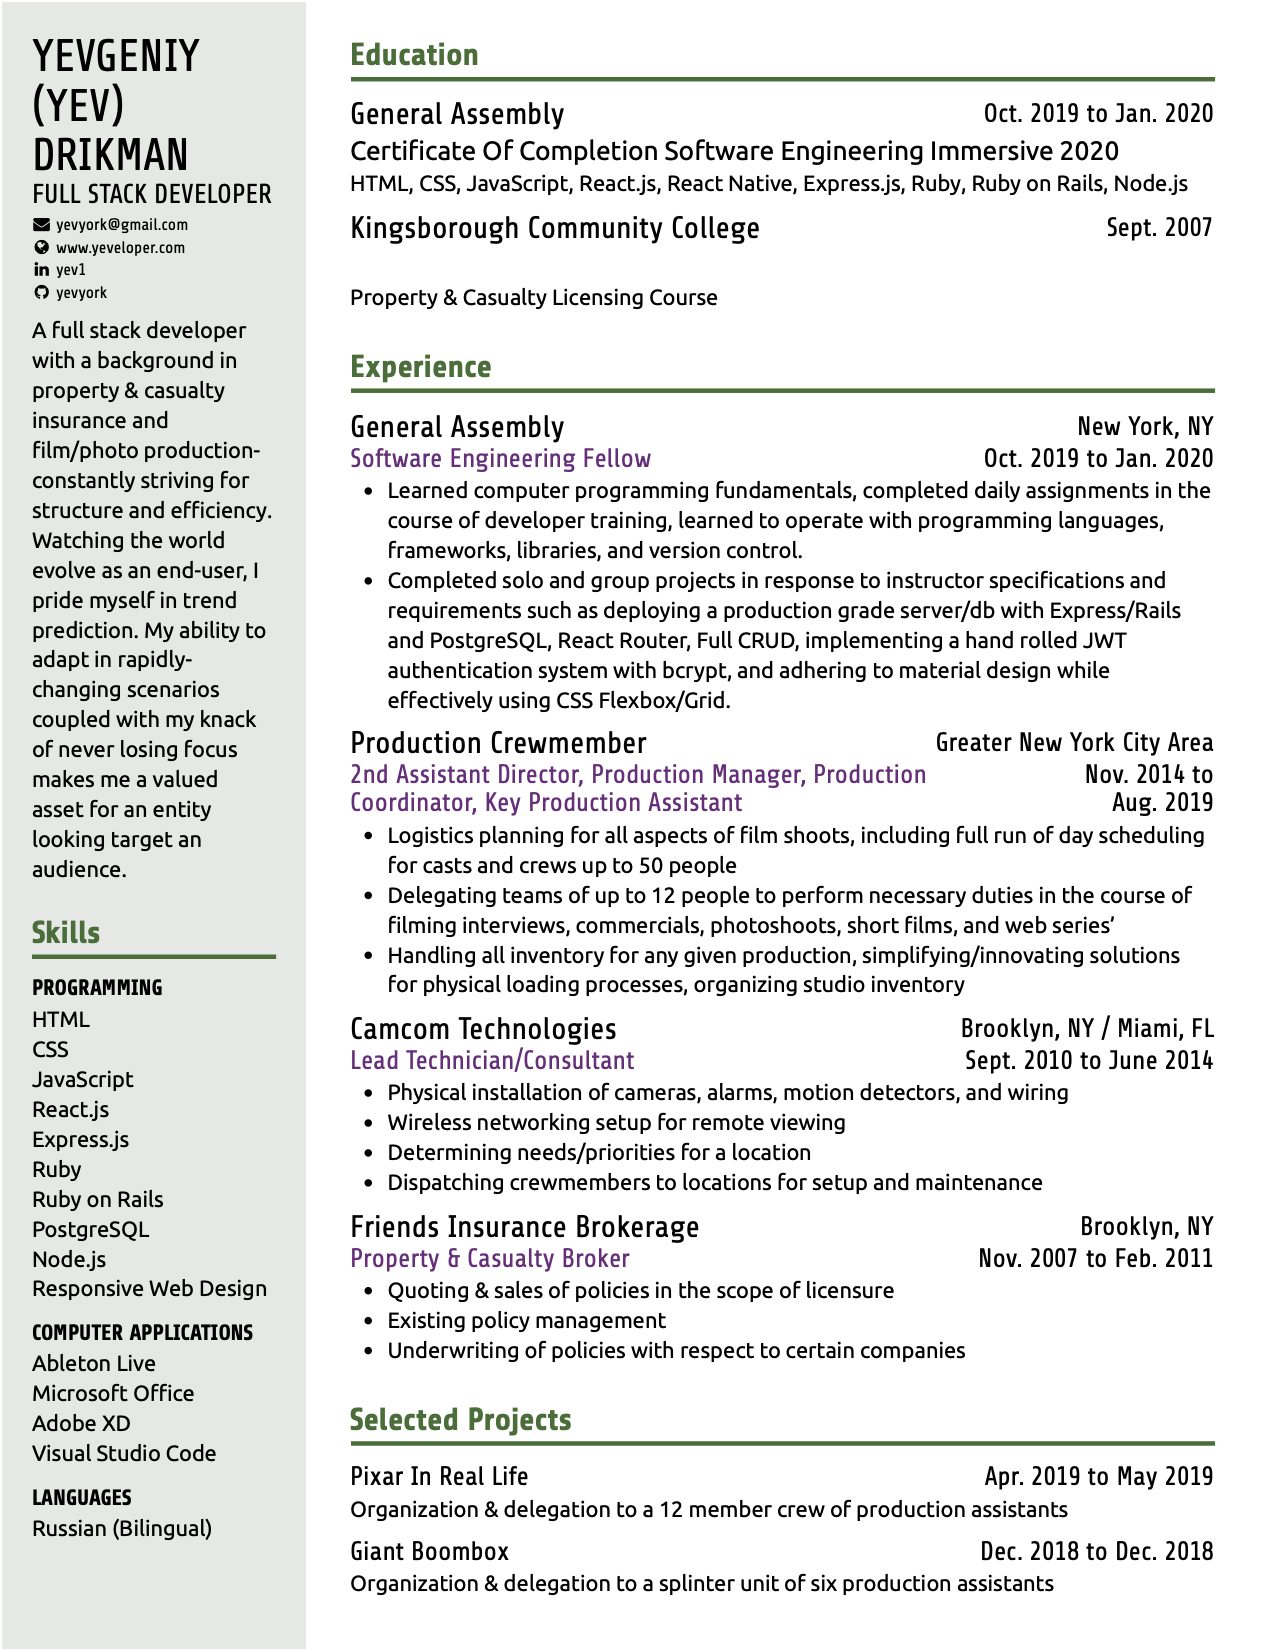 YEVGENIY
(YEV)
DRIKMAN
FULL STACK DEVELOPER
yevyork@gmail.com
www.yeveloper.com
yev1
yevyork
A full stack developer
with a background in
property & casualty
insurance and
film/photo production-
constantly striving for
structure and efficiency.
Watching the world
evolve as an end-user, I
pride myself in trend
prediction. My ability to
adapt in rapidly-
changing scenarios
coupled with my knack
of never losing focus
makes me a valued
asset for an entity
looking target an
audience.
Skills
PROGRAMMING
HTML
CSS
JavaScript
React.js
Express.js
Ruby
Ruby on Rails
PostgreSQL
Node.js
Responsive Web Design
COMPUTER APPLICATIONS
Ableton Live
Microsoft Office
Adobe XD
Visual Studio Code
LANGUAGES
Russian (Bilingual)
Education
General Assembly Oct. 2019 to Jan. 2020
Certificate Of Completion Software Engineering Immersive 2020
HTML, CSS, JavaScript, React.js, React Native, Express.js, Ruby, Ruby on Rails, Node.js
Kingsborough Community College Sept. 2007
Property & Casualty Licensing Course
Experience
General Assembly New York, NY
Software Engineering Fellow Oct. 2019 to Jan. 2020
• Learned computer programming fundamentals, completed daily assignments in the
course of developer training, learned to operate with programming languages,
frameworks, libraries, and version control.
• Completed solo and group projects in response to instructor specifications and
requirements such as deploying a production grade server/db with Express/Rails
and PostgreSQL, React Router, Full CRUD, implementing a hand rolled JWT
authentication system with bcrypt, and adhering to material design while
effectively using CSS Flexbox/Grid.
Production Crewmember Greater New York City Area
2nd Assistant Director, Production Manager, Production Nov. 2014 to
Coordinator, Key Production Assistant Aug. 2019
• Logistics planning for all aspects of film shoots, including full run of day scheduling
for casts and crews up to 50 people
• Delegating teams of up to 12 people to perform necessary duties in the course of
filming interviews, commercials, photoshoots, short films, and web series’
• Handling all inventory for any given production, simplifying/innovating solutions
for physical loading processes, organizing studio inventory
Camcom Technologies Brooklyn, NY / Miami, FL
Lead Technician/Consultant Sept. 2010 to June 2014
• Physical installation of cameras, alarms, motion detectors, and wiring
• Wireless networking setup for remote viewing
• Determining needs/priorities for a location
• Dispatching crewmembers to locations for setup and maintenance
Friends Insurance Brokerage Brooklyn, NY
Property & Casualty Broker Nov. 2007 to Feb. 2011
• Quoting & sales of policies in the scope of licensure
• Existing policy management
• Underwriting of policies with respect to certain companies
Selected Projects
Pixar In Real Life Apr. 2019 to May 2019
Organization & delegation to a 12 member crew of production assistants
Giant Boombox Dec. 2018 to Dec. 2018
Organization & delegation to a splinter unit of six production assistants